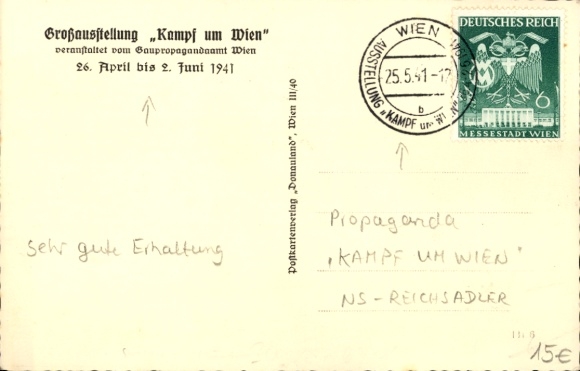 Großausstellung „Kampf um Wien"
veranstaltet vom Gaupropagandaamt Wien
26. April bis 2. Juni 1941
Postkartenverlag „Donauland", Wien III/40
WIEN
25.5.41-12
b
AUSSTELLUNG „KAMPF um WI
DEUTSCHES REICH
6
MESSESTADT WIEN
Sehr gute Erhaltung
Propaganda
„KAMPF UM WIEN"
NS-REICHSADLER
15€